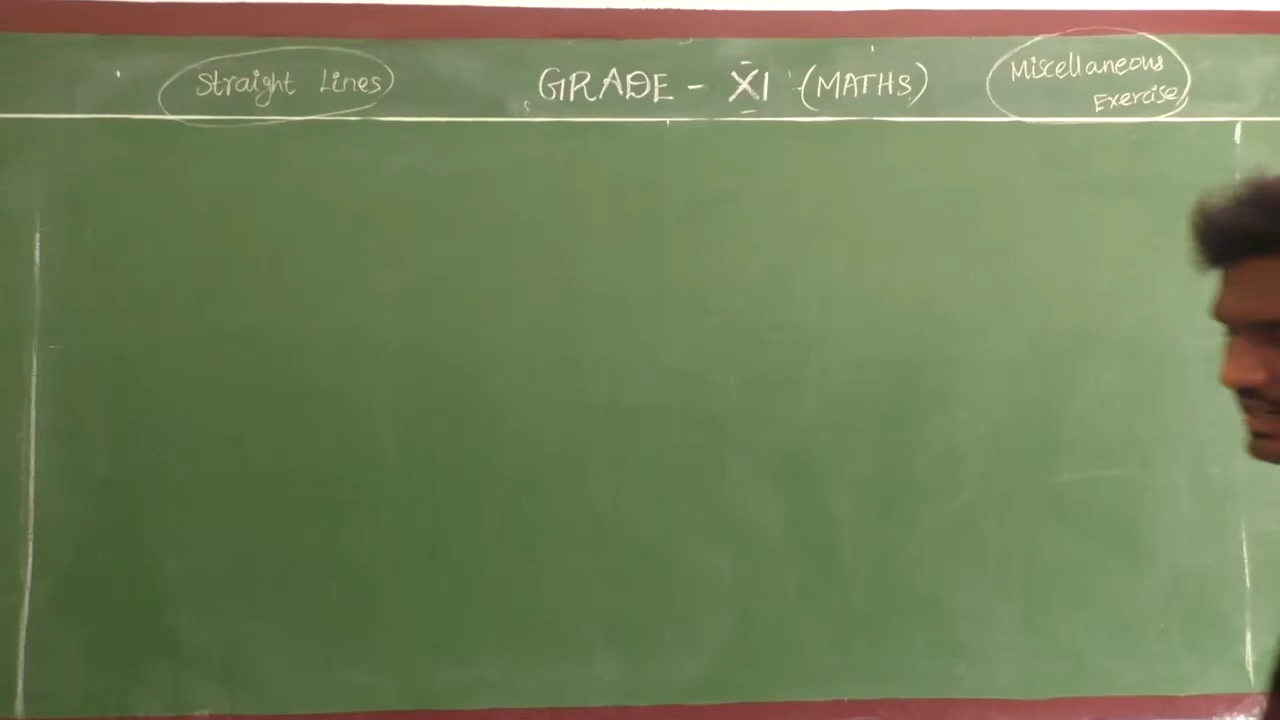 Straight Lines
GRADE - XI (MATHS)
Miscellaneous
Exercise